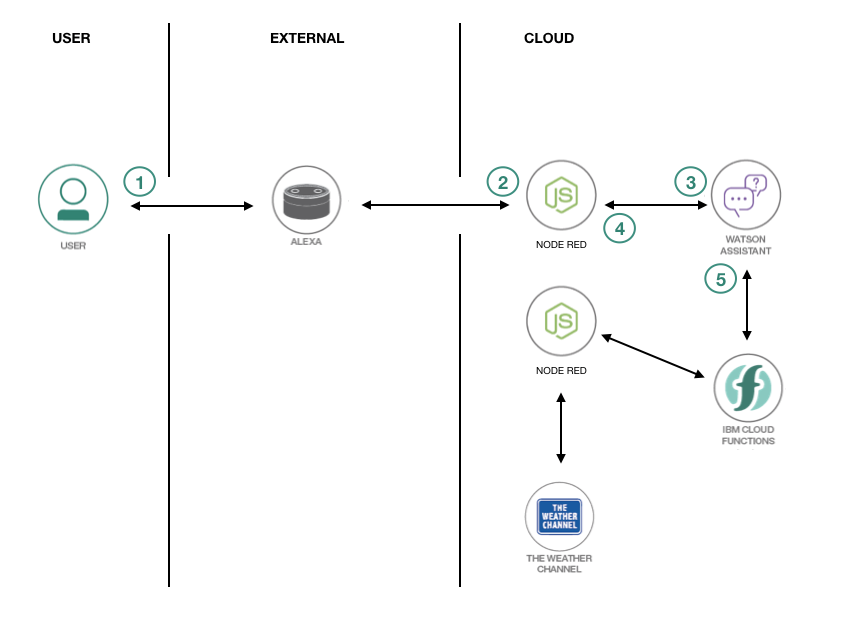 USER
EXTERNAL
CLOUD
1
2
3
4
5
USER
ALEXA
JS
NODE RED
?
WATSON
ASSISTANT
JS
NODE RED
f
IBM CLOUD
FUNCTIONS
THE
WEATHER
CHANNEL
THE WEATHER
CHANNEL